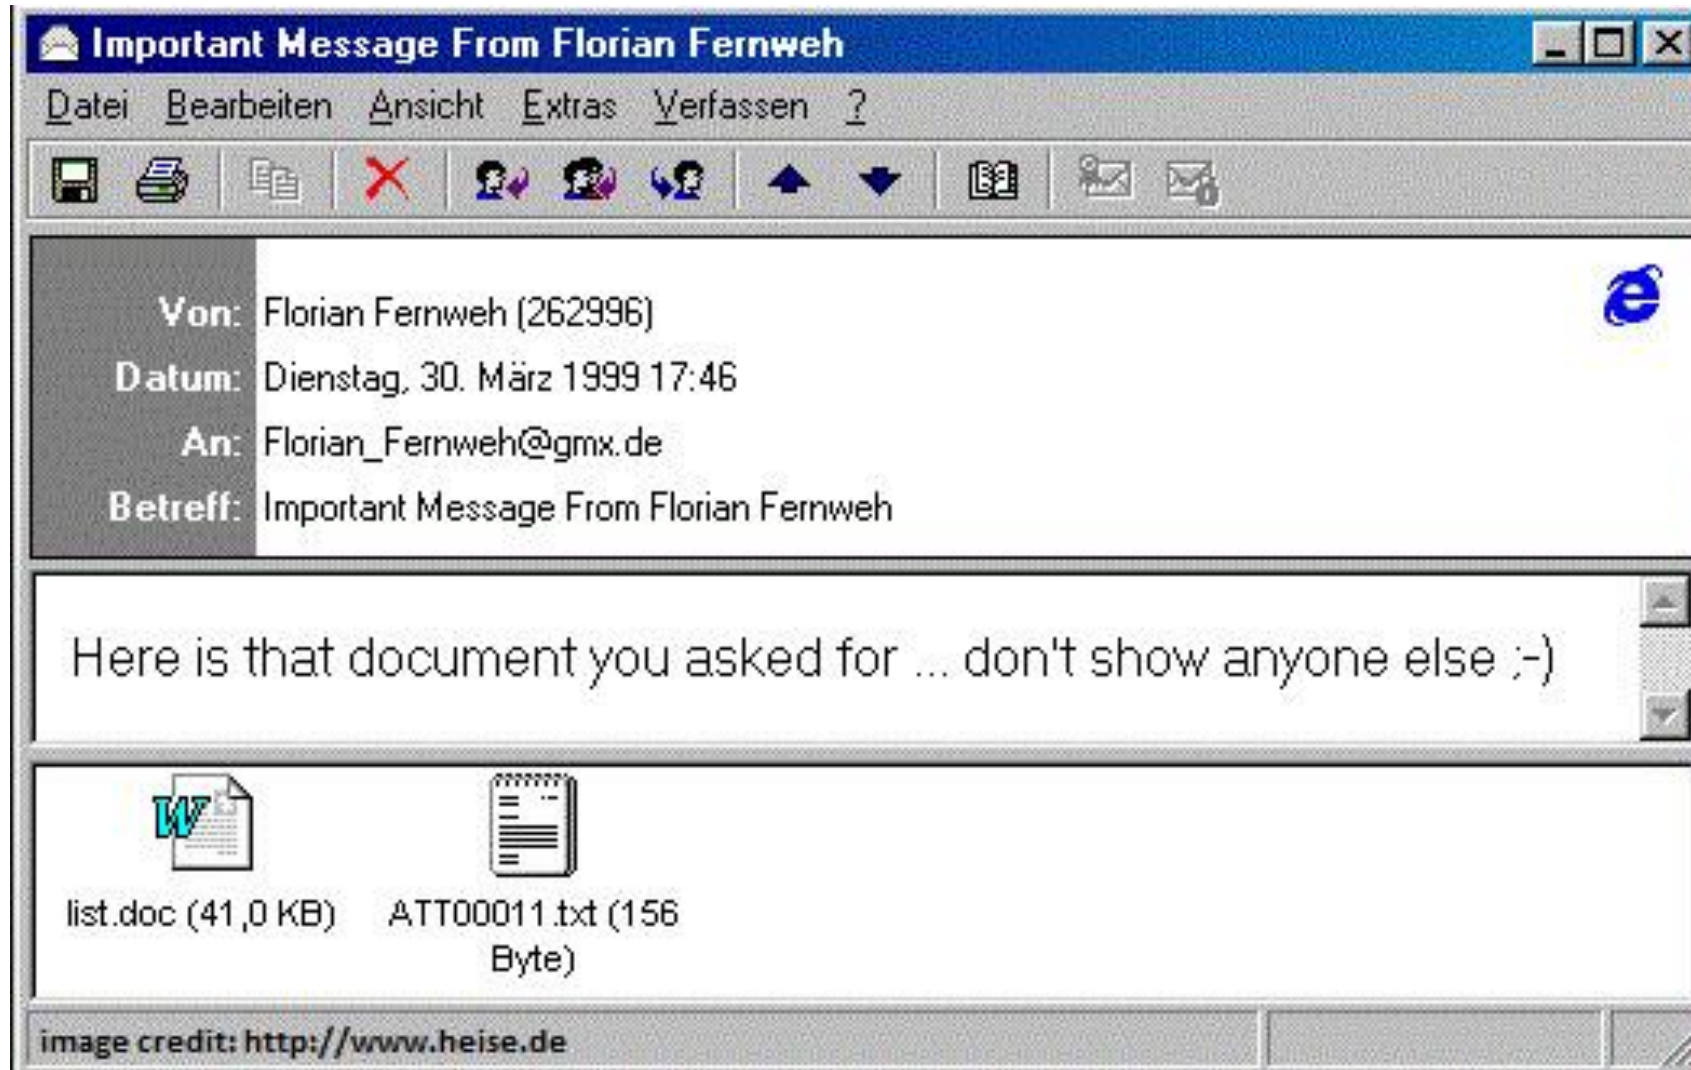 Important Message From Florian Fernweh
Datei Bearbeiten Ansicht Extras Verfassen ?
Von: Florian Fernweh (262996)
Datum: Dienstag, 30. März 1999 17:46
An: Florian_Fernweh@gmx.de
Betreff: Important Message From Florian Fernweh
Here is that document you asked for ... don't show anyone else ;-)
list.doc (41,0 KB) ATT00011.txt (156
Byte)
image credit: http://www.heise.de